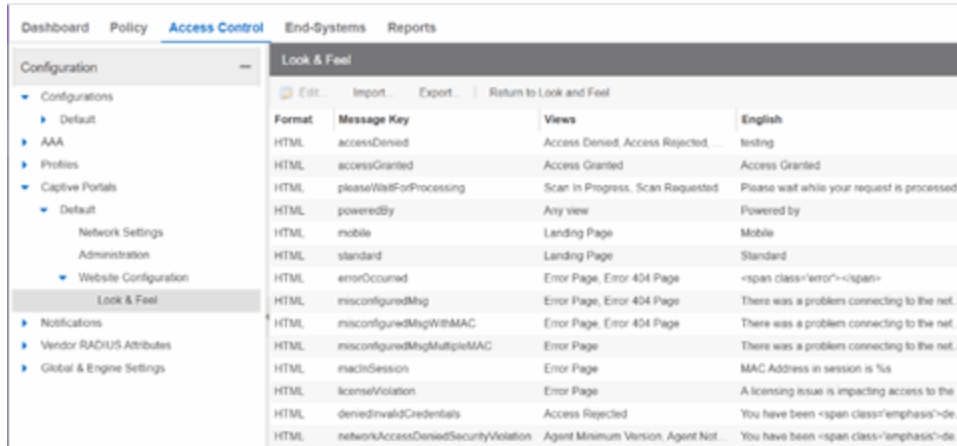 Dashboard Policy Access Control End-Systems Reports
Configuration
Configurations
Default
AAA
Profiles
Captive Portals
Default
Network Settings
Administration
Website Configuration
Look & Feel
Notifications
Vendor RADIUS Attributes
Global & Engine Settings
Look & Feel
Edit... Import... Export... Return to Look and Feel
Format Message Key Views English
HTML accessDenied Access Denied, Access Rejected, ... testing
HTML accessGranted Access Granted Access Granted
HTML pleaseWaitForProcessing Scan In Progress, Scan Requested Please wait while your request is processed
HTML poweredBy Any view Powered by
HTML mobile Landing Page Mobile
HTML standard Landing Page Standard
HTML errorOccurred Error Page, Error 404 Page <span class='error'></span>
HTML misconfiguredMsg Error Page, Error 404 Page There was a problem connecting to the net.
HTML misconfiguredMsgWithMAC Error Page, Error 404 Page There was a problem connecting to the net.
HTML misconfiguredMsgMultipleMAC Error Page There was a problem connecting to the net.
HTML macInSession Error Page MAC Address in session is %s
HTML licenseViolation Error Page A licensing issue is impacting access to the
HTML deniedInvalidCredentials Access Rejected You have been <span class='emphasis'>de.
HTML networkAccessDeniedSecurityViolation Agent Minimum Version, Agent Not... You have been <span class='emphasis'>de.